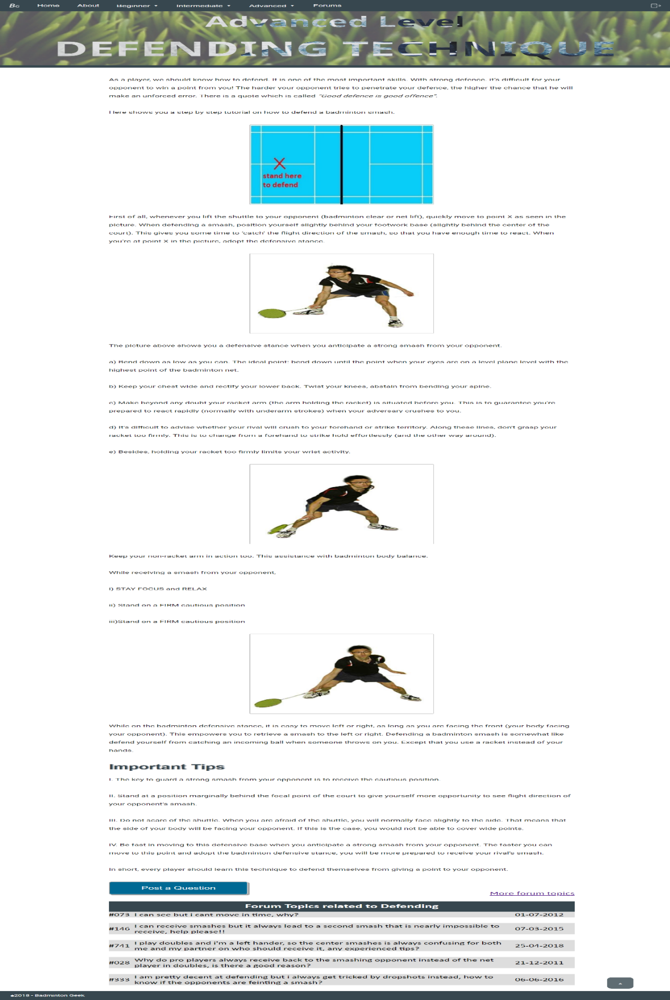 BG Home About Beginner Intermediate Advanced Forums
Advanced Level
DEFENDING TECHNIQUE
As a player, we should know how to defend. It is one of the most important skills. With strong defence, it's difficult for your
opponent to win a point from you! The harder your opponent tries to penetrate your defence, the higher the chance that he will
make an unforced error. There is a quote which is called "Good defence is good offence".
Here shows you a step by step tutorial on how to defend a badminton smash.
stand here
to defend
First of all, whenever you lift the shuttle to your opponent (badminton clear or net lift), quickly move to point X as seen in the
picture. When defending a smash, position yourself slightly behind your footwork base (slightly behind the center of the
court). This gives you some time to 'catch' the flight direction of the smash, so that you have enough time to react. When
you're at point X in the picture, adopt the defensive stance.
The picture above shows you a defensive stance when you anticipate a strong smash from your opponent.
a) Bend down as low as you can. The ideal point: bend down until the point when your eyes are on a level plane level with the
highest point of the badminton net.
b) Keep your chest wide and rectify your lower back. Twist your knees, abstain from bending your spine.
c) Make beyond any doubt your racket arm (the arm holding the racket) is situated before you. This is to guarantee you're
prepared to react rapidly (normally with underarm strokes) when your adversary crushes to you.
d) It's difficult to advise whether your rival will crush to your forehand or strike territory. Along these lines, don't grasp your
racket too firmly. This is to change from a forehand to strike hold effortlessly (and the other way around).
e) Besides, holding your racket too firmly limits your wrist activity.
Keep your non-racket arm in action too. This assistance with badminton body balance.
While receiving a smash from your opponent,
i) STAY FOCUS and RELAX
ii) Stand on a FIRM cautious position
iii)Stand on a FIRM cautious position
While on the badminton defensive stance, it is easy to move left or right, as long as you are facing the front (your body facing
your opponent). This empowers you to retrieve a smash to the left or right. Defending a badminton smash is somewhat like
defend yourself from catching an incoming ball when someone throws on you. Except that you use a racket instead of your
hands.
Important Tips
I. The key to guard a strong smash from your opponent is to receive the cautious position.
II. Stand at a position marginally behind the focal point of the court to give yourself more opportunity to see flight direction of
your opponent's smash.
III. Do not scare of the shuttle. When you are afraid of the shuttle, you will normally face slightly to the side. That means that
the side of your body will be facing your opponent. If this is the case, you would not be able to cover wide points.
IV. Be fast in moving to this defensive base when you anticipate a strong smash from your opponent. The faster you can
move to this point and adopt the badminton defensive stance, you will be more prepared to receive your rival's smash.
In short, every player should learn this technique to defend themselves from giving a point to your opponent.
Post a Question
More forum topics
Forum Topics related to Defending
#073 I can see but i cant move in time, why? 01-07-2012
#146 I can receive smashes but it always lead to a second smash that is nearly impossible to
receive, help please!! 07-03-2015
#741 I play doubles and i'm a left hander, so the center smashes is always confusing for both
me and my partner on who should receive it, any experienced tips? 25-04-2018
#028 Why do pro players always receive back to the smashing opponent instead of the net
player in doubles, is there a good reason? 21-12-2011
#333 I am pretty decent at defending but i always get tricked by dropshots instead, how to
know if the opponents are feinting a smash? 06-06-2016
©2018 - Badminton Geek